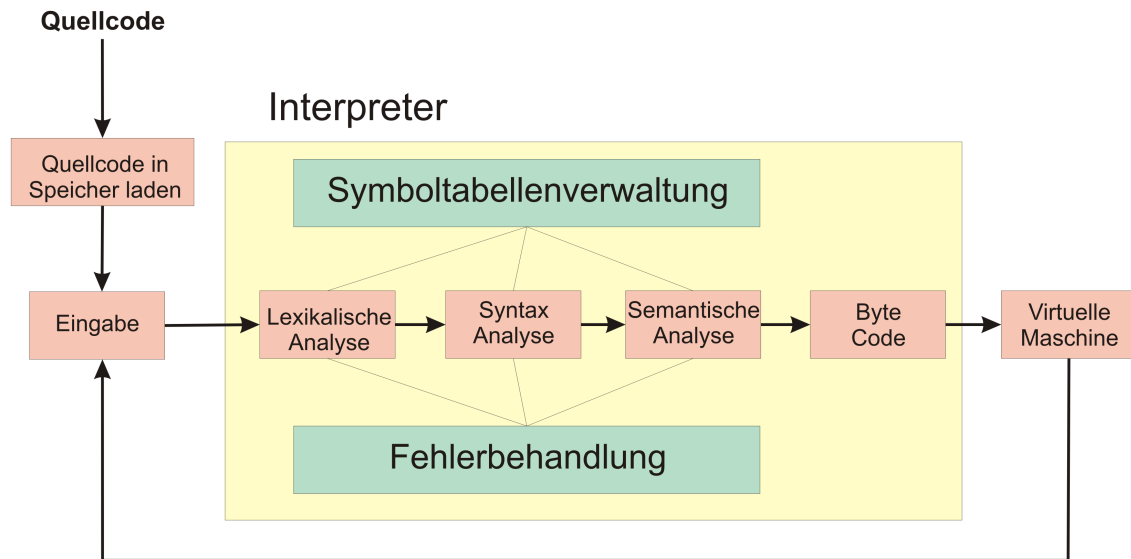 Quellcode
Interpreter
Quellcode in
Speicher laden
Symboltabellenverwaltung
Eingabe
Lexikalische
Analyse
Syntax
Analyse
Semantische
Analyse
Byte
Code
Virtuelle
Maschine
Fehlerbehandlung